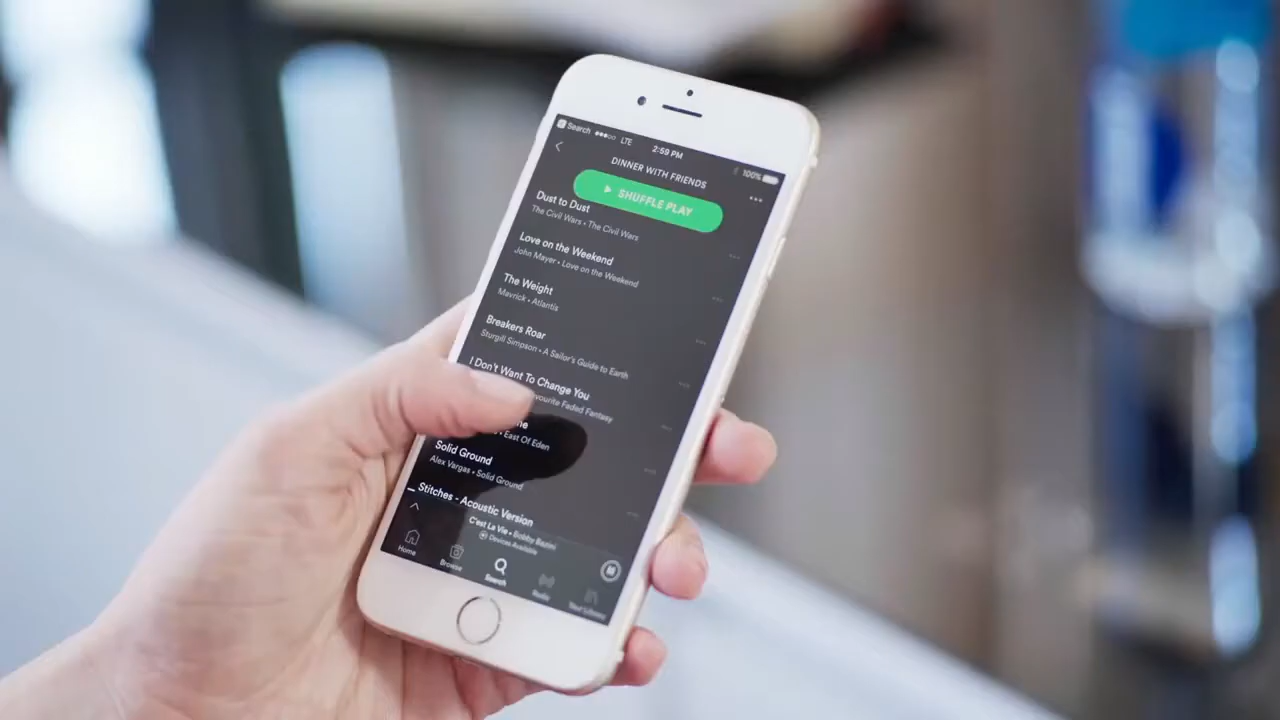 Search LTE 2:59 PM 100%
DINNER WITH FRIENDS
SHUFFLE PLAY
Dust to Dust
The Civil Wars • The Civil Wars
Love on the Weekend
John Mayer • Love on the Weekend
The Weight
Mavrick • Atlantis
Breakers Roar
Sturgill Simpson • A Sailor's Guide to Earth
I Don't Want To Change You
Faded Fantasy
• East Of Eden
Solid Ground
Alex Vargas • Solid Ground
Stitches - Acoustic Version
C'est La Vie • Bobby Bazini
Devices Available
Home Browse Search Radio Your Library